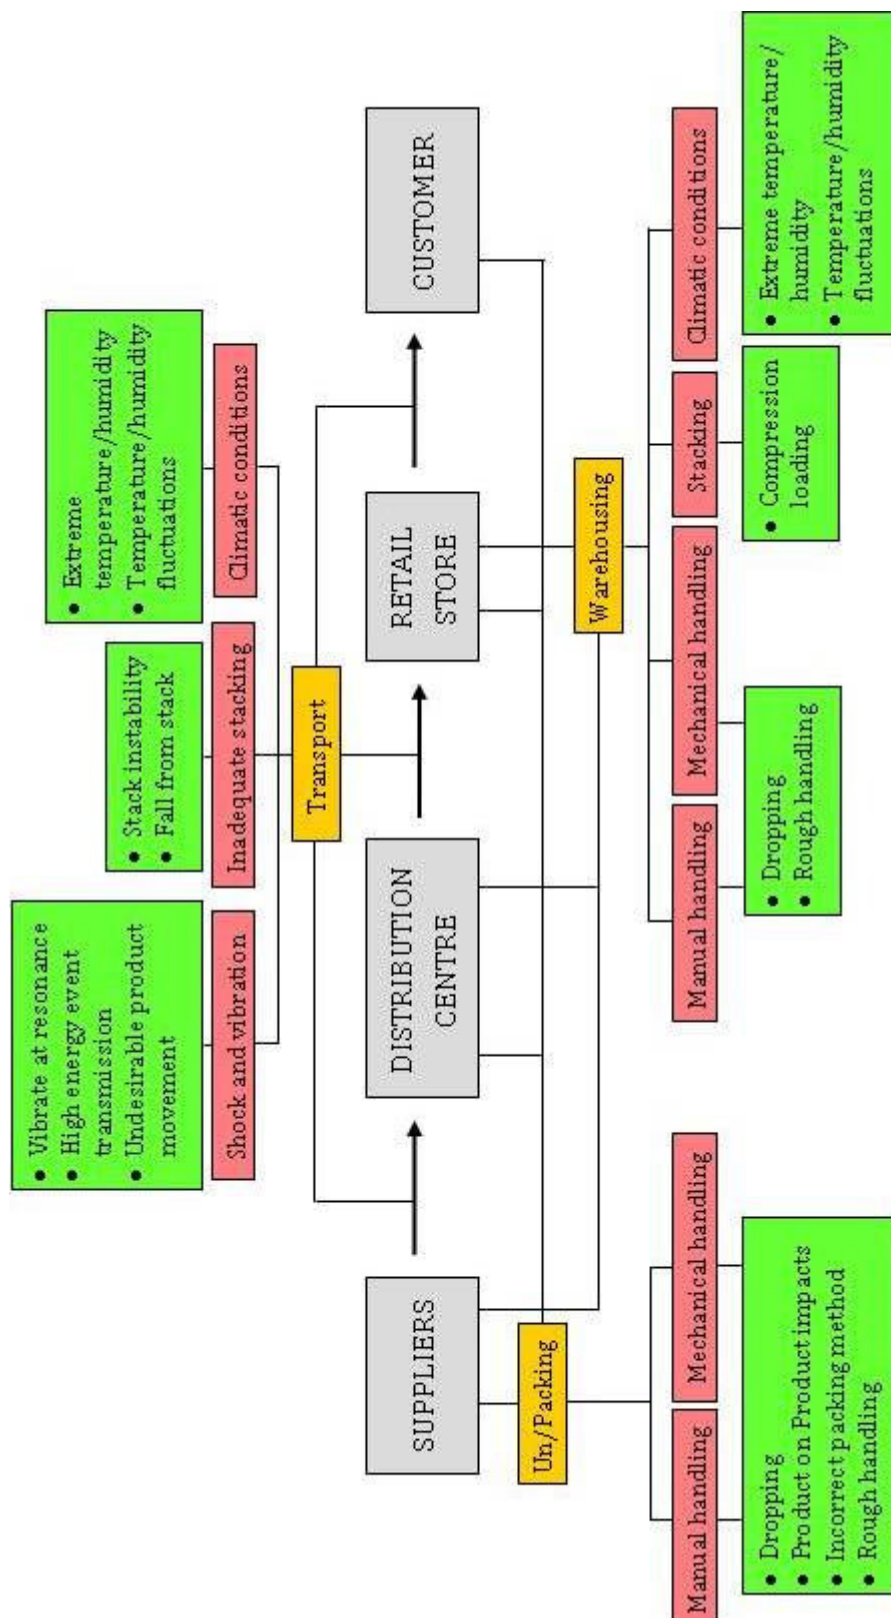 • Vibrate at resonance
• High energy event
transmission
• Undesirable product
movement
• Stack instability
• Fall from stack
• Extreme
temperature/humidity
• Temperature/humidity
fluctuations
Shock and vibration
Inadequate stacking
Climatic conditions
Transport
SUPPLIERS
DISTRIBUTION
CENTRE
RETAIL
STORE
CUSTOMER
Un/Packing
Warehousing
Manual handling
Mechanical handling
Manual handling
Mechanical handling
Stacking
Climatic conditions
• Dropping
• Product on Product impacts
• Incorrect packing method
• Rough handling
• Dropping
• Rough handling
• Compression
loading
• Extreme temperature/
humidity
• Temperature/humidity
fluctuations